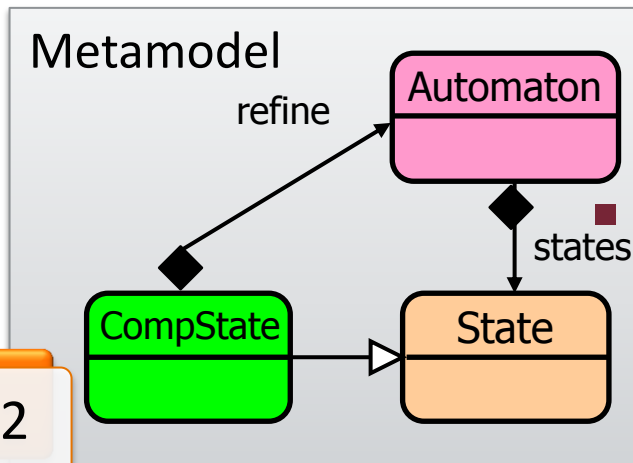 Metamodel
Automaton
refine
states
CompState
State
2